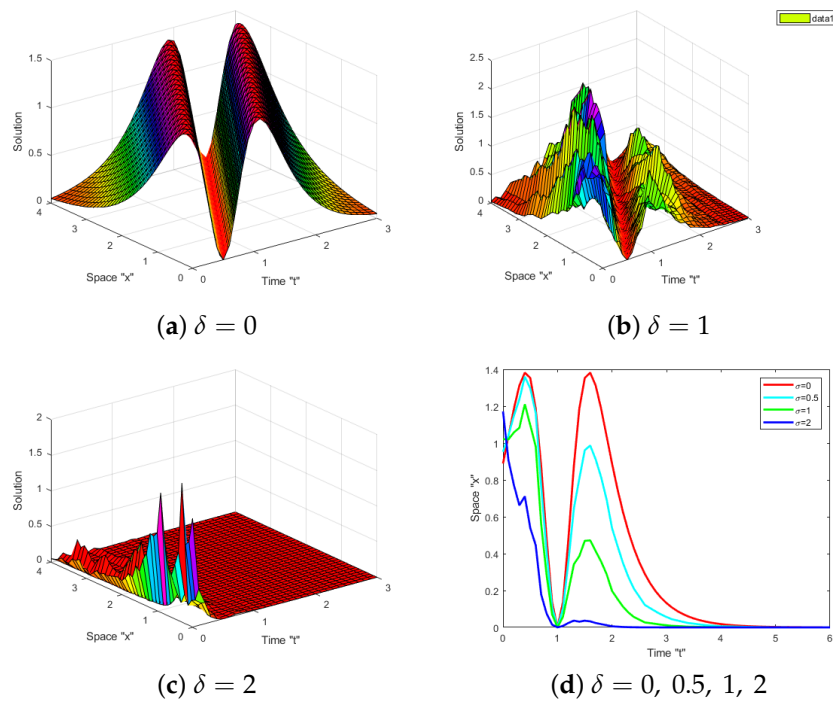 1.5
1
0.5
0
Solution
4
3
2
1
0
Space "x"
0
1
2
3
Time "t"
(a) δ = 0
data1
2.5
2
1.5
1
0.5
0
Solution
4
3
2
1
0
Space "x"
0
1
2
3
Time "t"
(b) δ = 1
2
1.5
1
0.5
0
Solution
4
3
2
1
0
Space "x"
0
1
2
3
Time "t"
(c) δ = 2
1.4
1.2
1
0.8
0.6
0.4
0.2
0
Space "x"
σ=0
σ=0.5
σ=1
σ=2
0 1 2 3 4 5 6
Time "t"
(d) δ = 0, 0.5, 1, 2